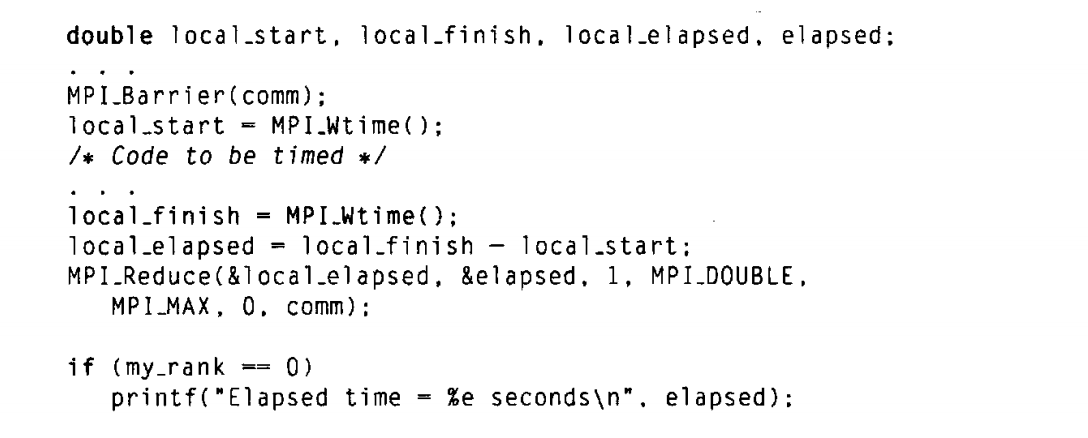 double local_start, local_finish, local_elapsed, elapsed;
. . .
MPI_Barrier(comm);
local_start = MPI_Wtime();
/* Code to be timed */
. . .
local_finish = MPI_Wtime();
local_elapsed = local_finish − local_start;
MPI_Reduce(&local_elapsed, &elapsed, 1, MPI_DOUBLE,
   MPI_MAX, 0, comm);

if (my_rank == 0)
   printf("Elapsed time = %e seconds\n", elapsed);